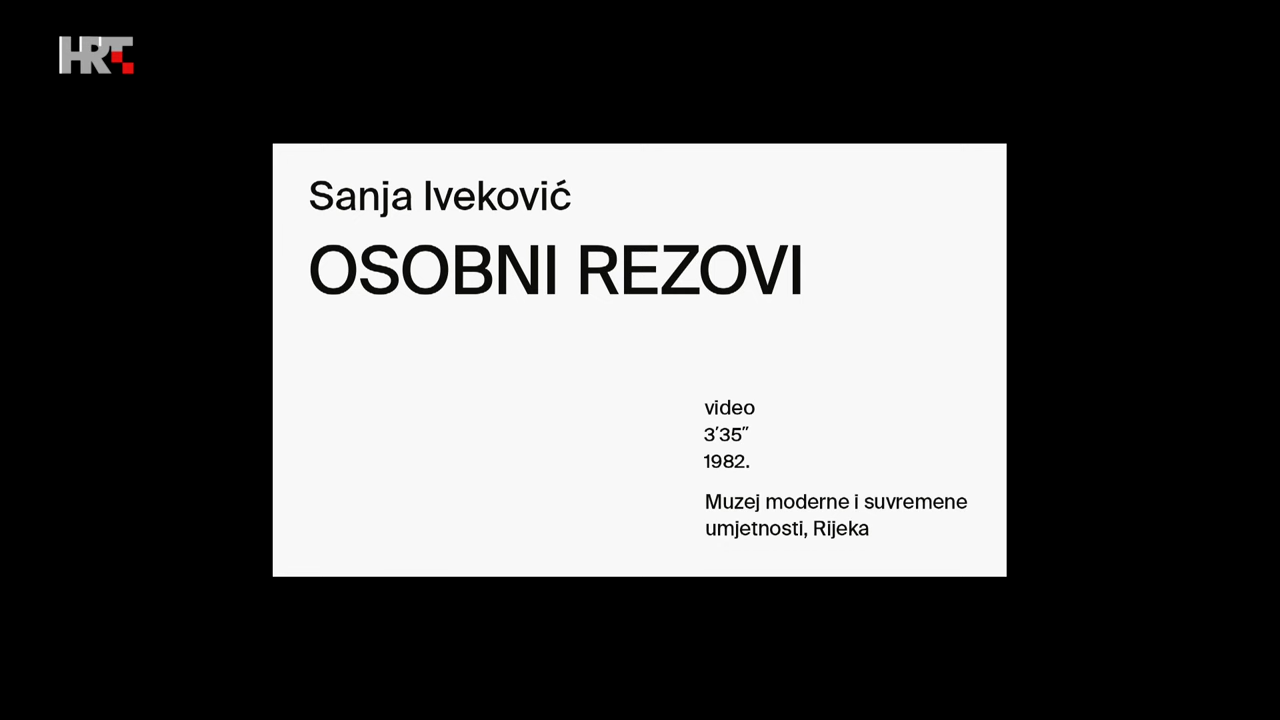 HRT
Sanja Iveković
OSOBNI REZOVI
video
3′35″
1982.
Muzej moderne i suvremene
umjetnosti, Rijeka